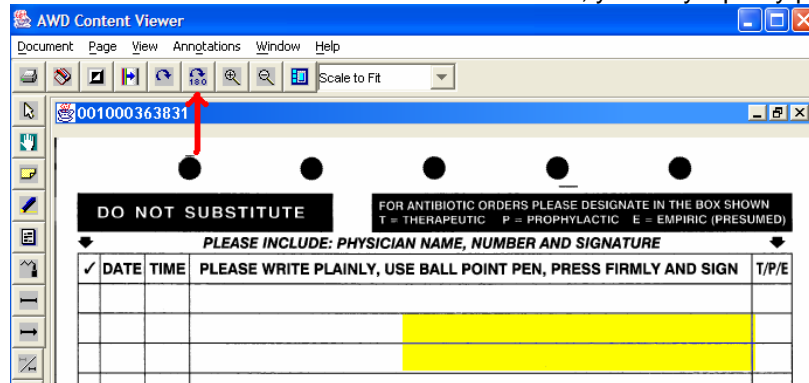 AWD Content Viewer
Document Page View Annotations Window Help
180 Scale to Fit
001000363831
DO NOT SUBSTITUTE
FOR ANTIBIOTIC ORDERS PLEASE DESIGNATE IN THE BOX SHOWN
T = THERAPEUTIC P = PROPHYLACTIC E = EMPIRIC (PRESUMED)
PLEASE INCLUDE: PHYSICIAN NAME, NUMBER AND SIGNATURE
✓ DATE TIME PLEASE WRITE PLAINLY, USE BALL POINT PEN, PRESS FIRMLY AND SIGN T/P/E